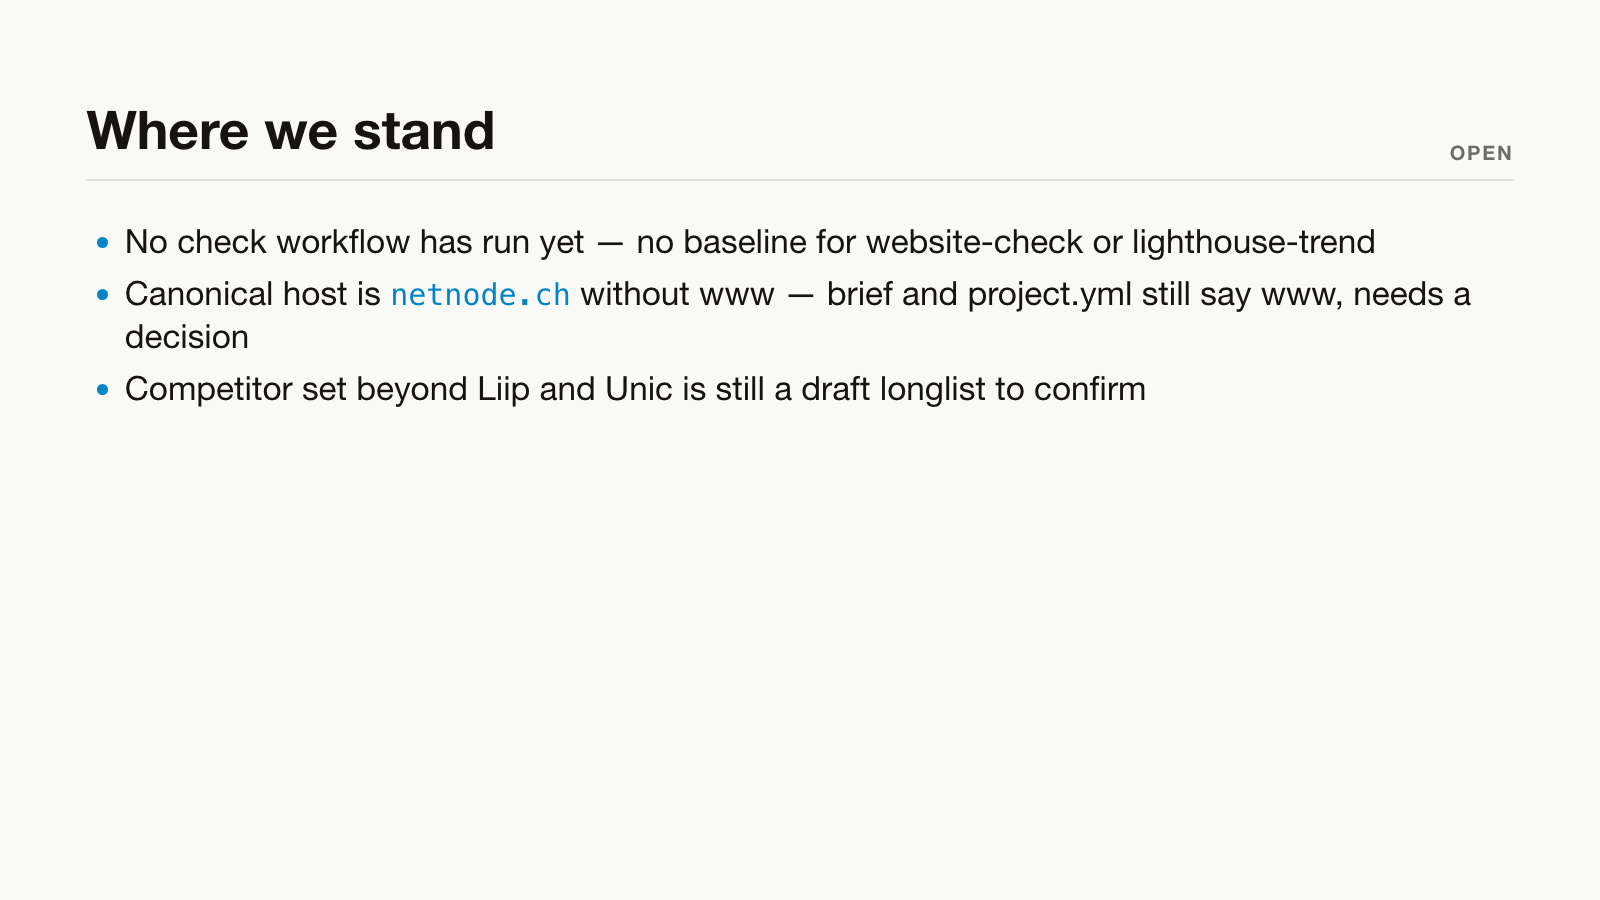 Where we stand
OPEN
• No check workflow has run yet — no baseline for website-check or lighthouse-trend
• Canonical host is netnode.ch without www — brief and project.yml still say www, needs a
decision
• Competitor set beyond Liip and Unic is still a draft longlist to confirm